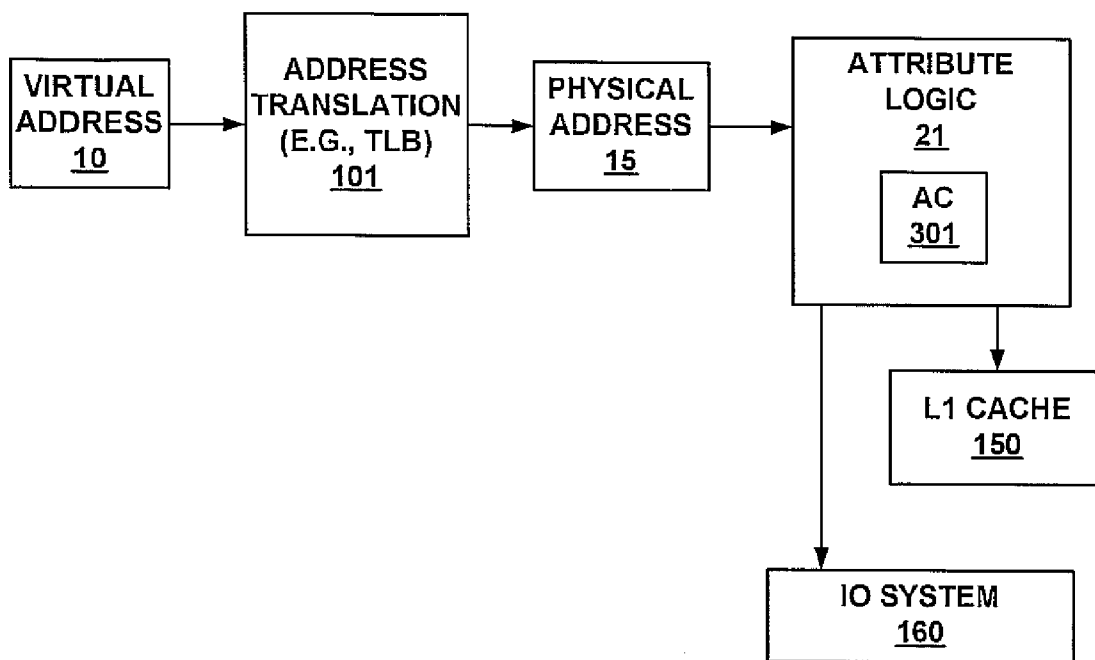 VIRTUAL
ADDRESS
10
ADDRESS
TRANSLATION
(E.G., TLB)
101
PHYSICAL
ADDRESS
15
ATTRIBUTE
LOGIC
21
AC
301
L1 CACHE
150
IO SYSTEM
160